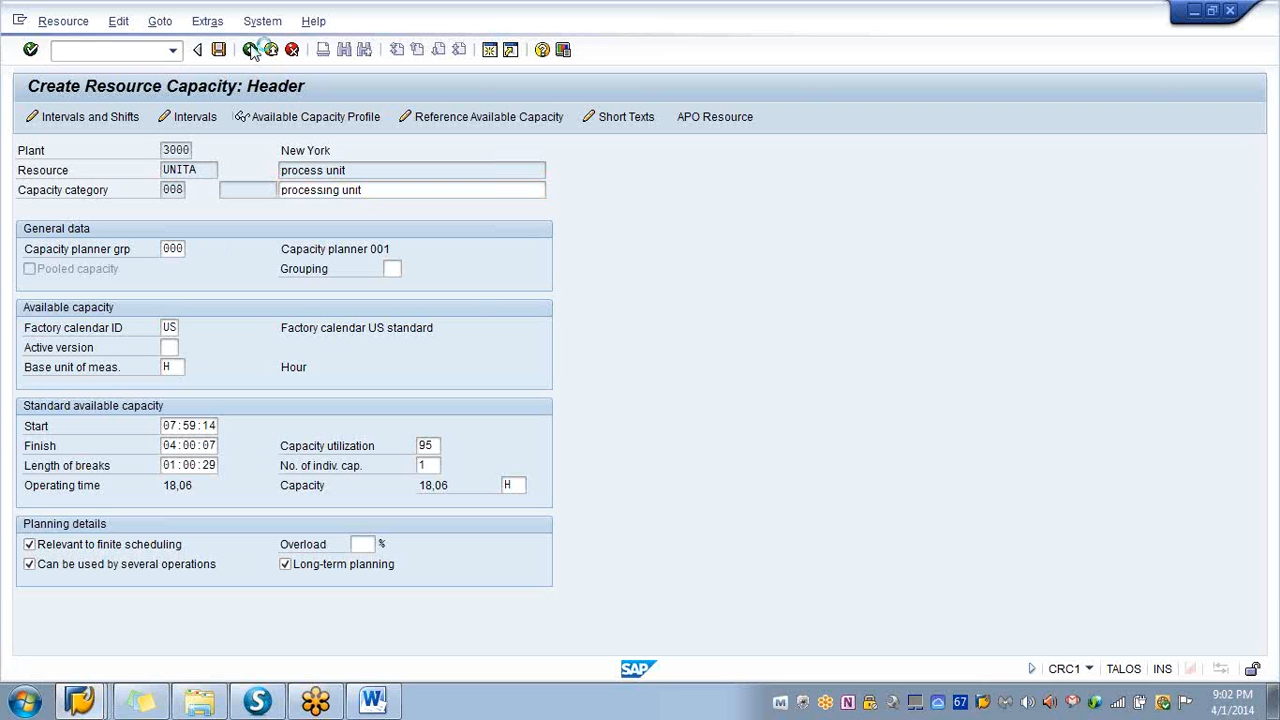 Resource Edit Goto Extras System Help
Create Resource Capacity: Header
Intervals and Shifts Intervals Available Capacity Profile Reference Available Capacity Short Texts APO Resource
Plant 3000 New York
Resource UNITA process unit
Capacity category 008 processing unit
General data
Capacity planner grp 000 Capacity planner 001
Pooled capacity Grouping
Available capacity
Factory calendar ID US Factory calendar US standard
Active version
Base unit of meas. H Hour
Standard available capacity
Start 07:59:14
Finish 04:00:07 Capacity utilization 95
Length of breaks 01:00:29 No. of indiv. cap. 1
Operating time 18,06 Capacity 18,06 H
Planning details
Relevant to finite scheduling Overload %
Can be used by several operations Long-term planning
SAP CRC1 TALOS INS
S W M N 67 9:02 PM
4/1/2014